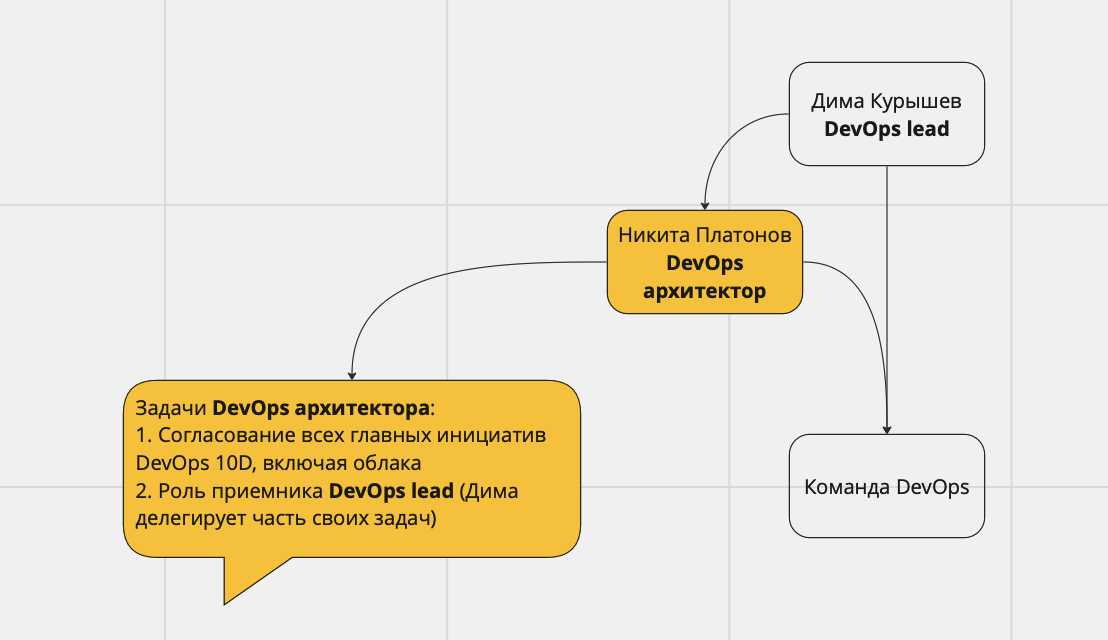 Дима Курышев
DevOps lead
Никита Платонов
DevOps
архитектор
Задачи DevOps архитектора:
1. Согласование всех главных инициатив
DevOps 10D, включая облака
2. Роль приемника DevOps lead (Дима
делегирует часть своих задач)
Команда DevOps